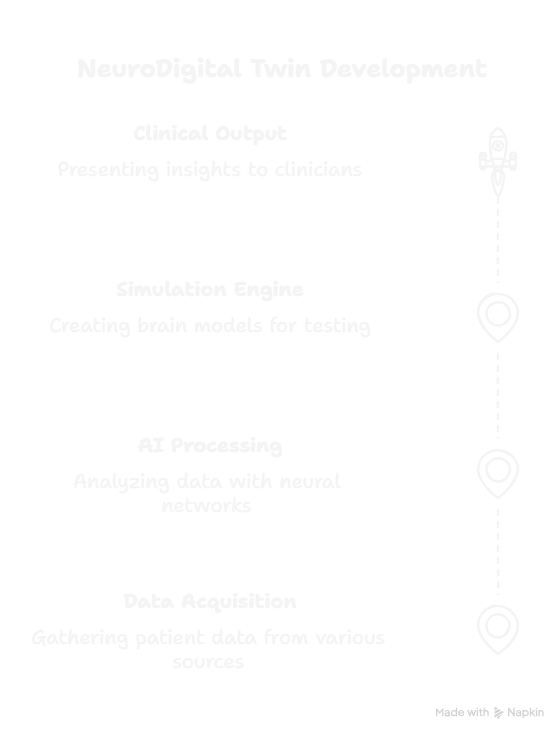 NeuroDigital Twin Development
Clinical Output
Presenting insights to clinicians
Simulation Engine
Creating brain models for testing
AI Processing
Analyzing data with neural
networks
Data Acquisition
Gathering patient data from various
sources
Made with Napkin